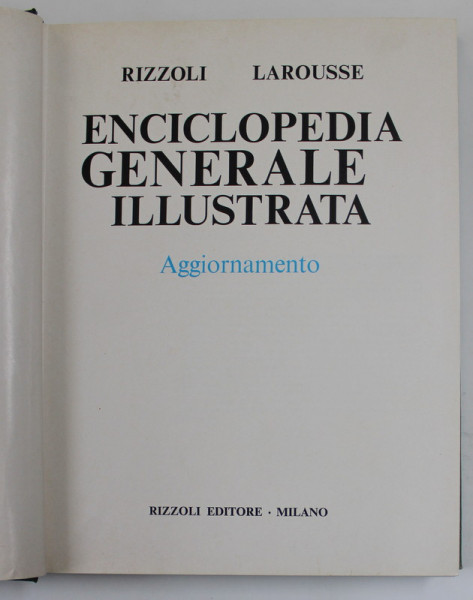 RIZZOLI LAROUSSE
ENCICLOPEDIA
GENERALE
ILLUSTRATA
Aggiornamento
RIZZOLI EDITORE · MILANO